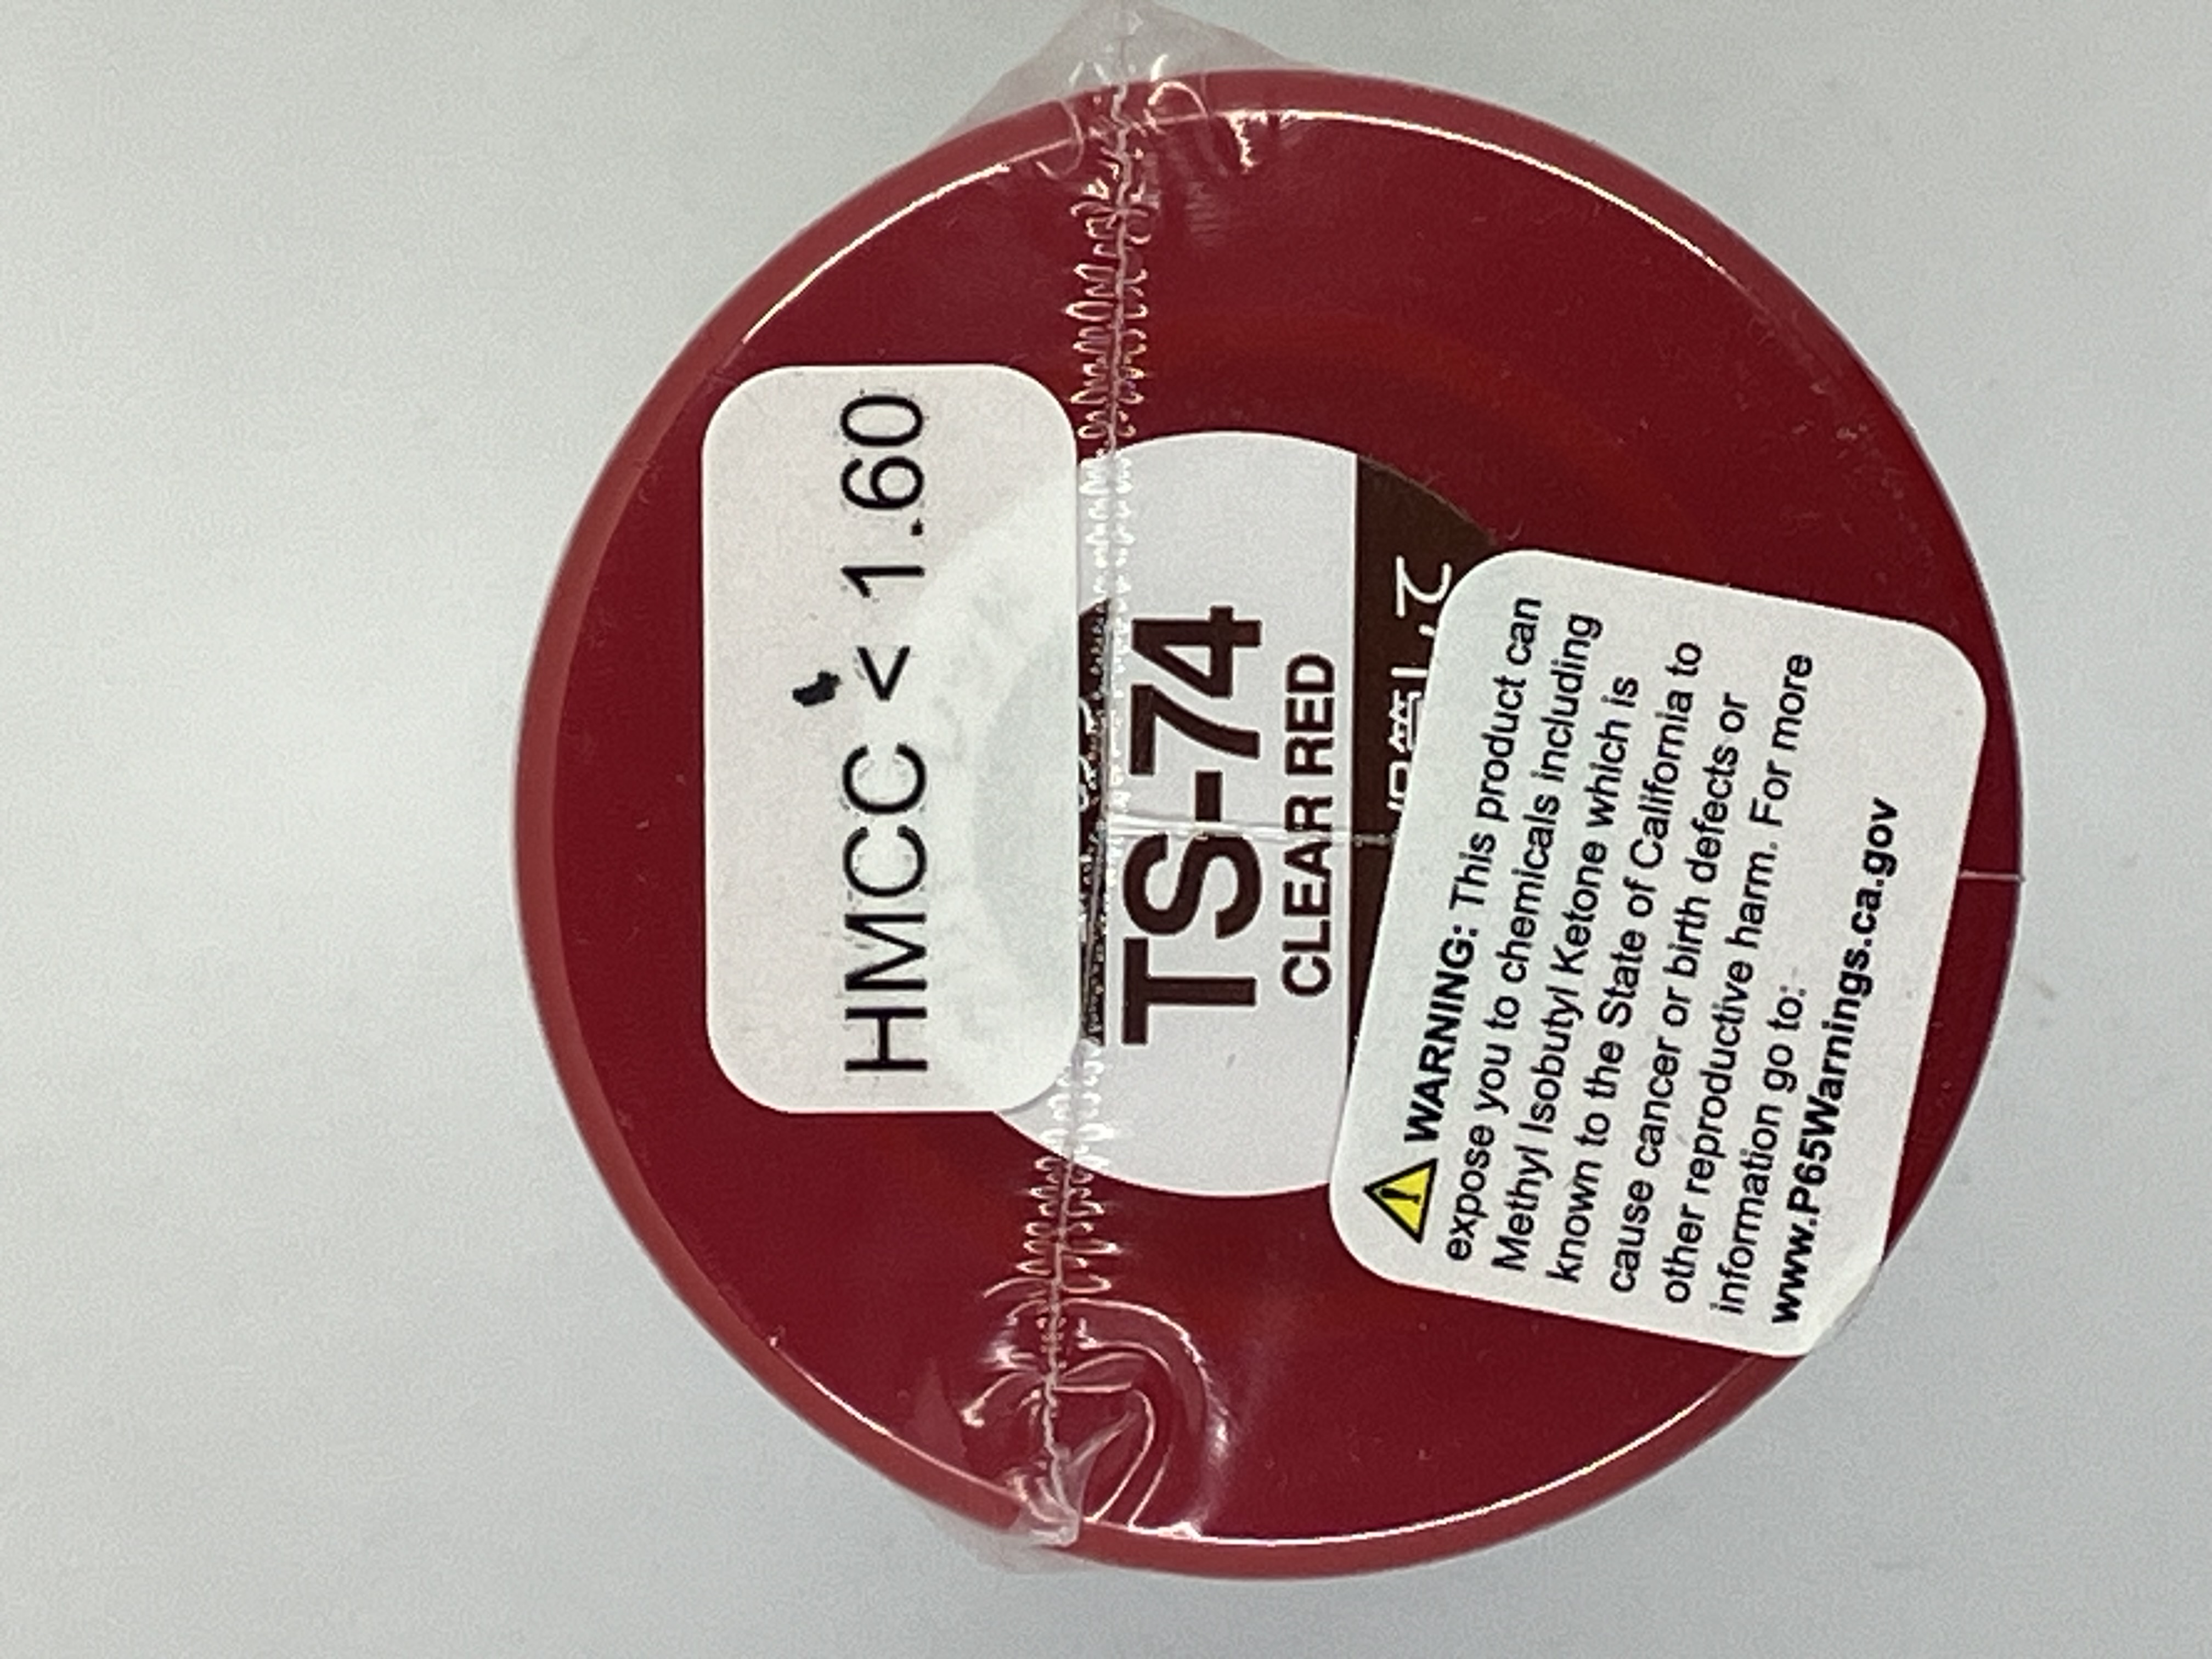 HMCC < 1.60
TS-74
CLEAR RED
⚠ WARNING: This product can
expose you to chemicals including
Methyl Isobutyl Ketone which is
known to the State of California to
cause cancer or birth defects or
other reproductive harm. For more
information go to:
www.P65Warnings.ca.gov